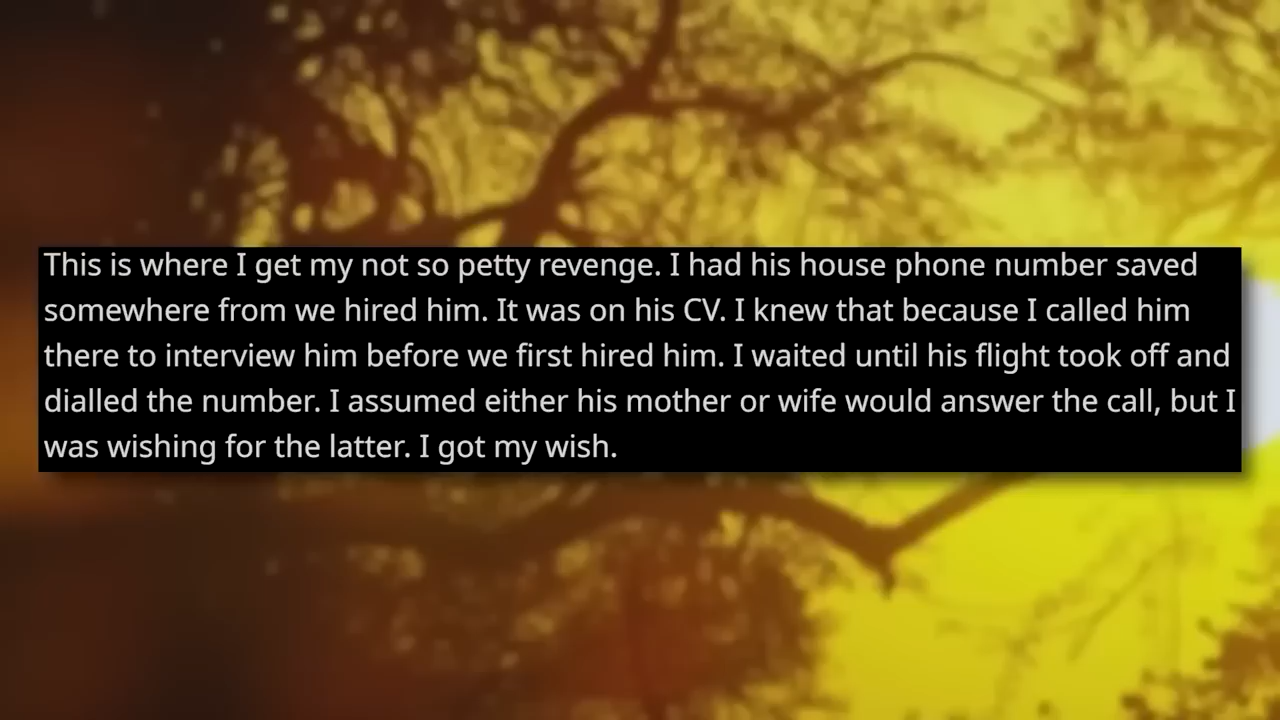 This is where I get my not so petty revenge. I had his house phone number saved
somewhere from we hired him. It was on his CV. I knew that because I called him
there to interview him before we first hired him. I waited until his flight took off and
dialled the number. I assumed either his mother or wife would answer the call, but I
was wishing for the latter. I got my wish.